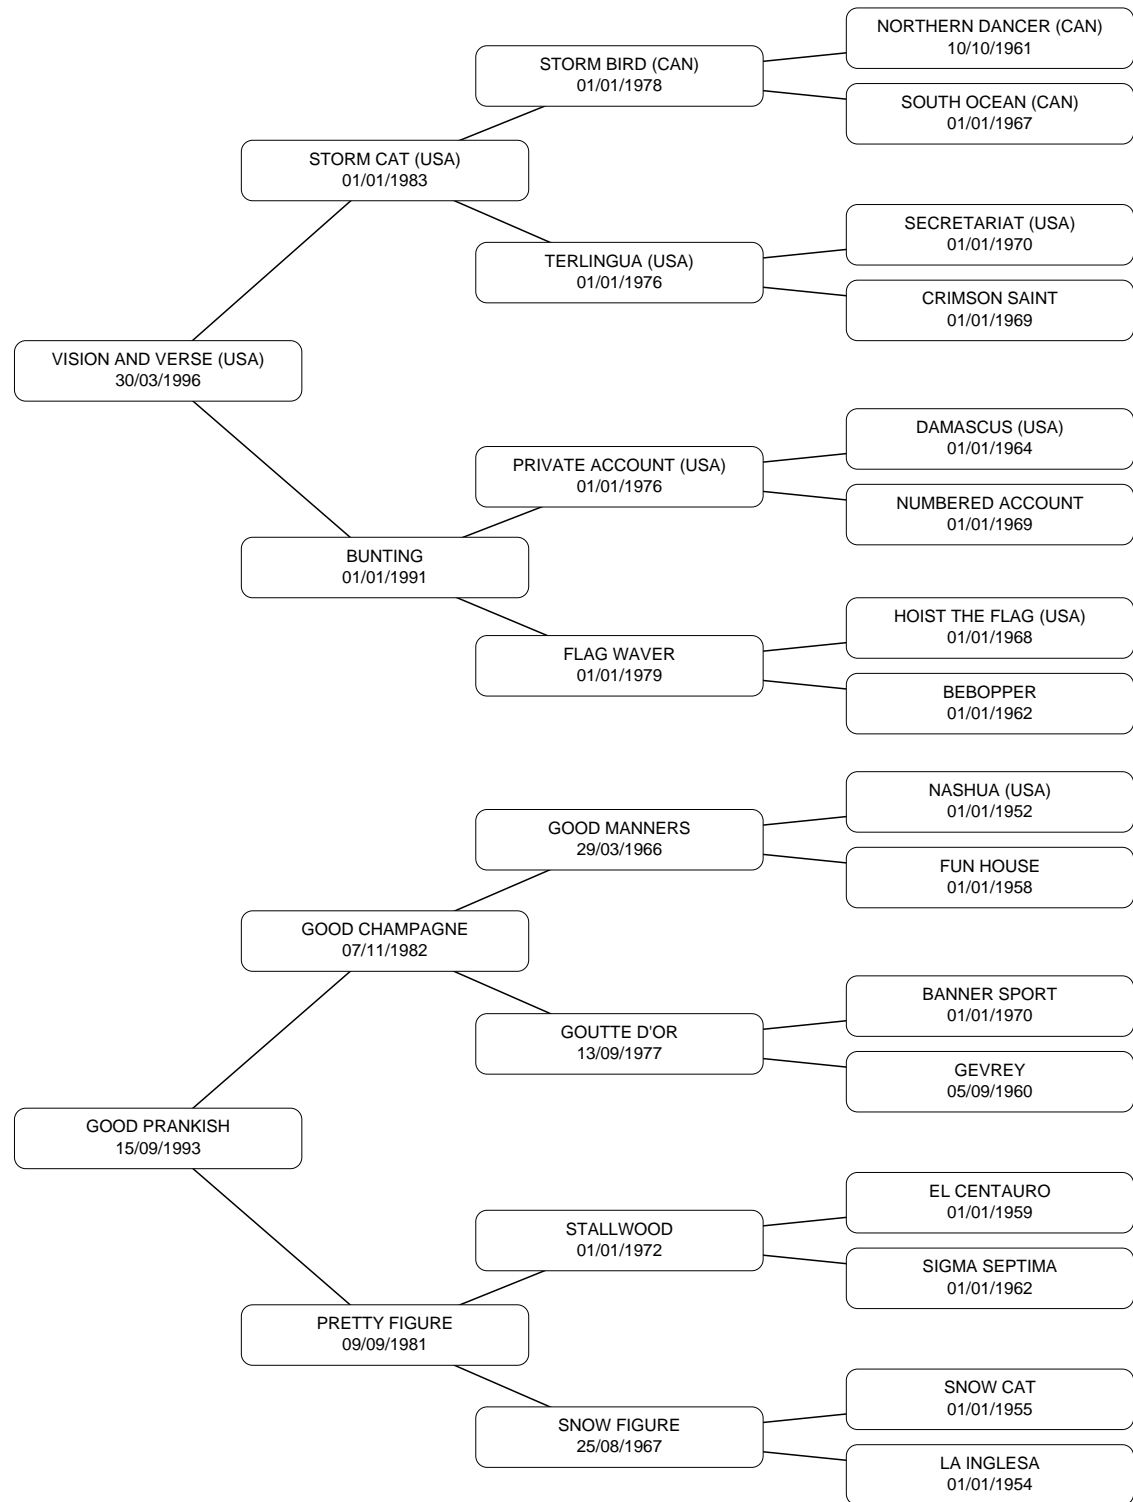 NORTHERN DANCER (CAN)
10/10/1961
STORM BIRD (CAN)
01/01/1978
SOUTH OCEAN (CAN)
01/01/1967
STORM CAT (USA)
01/01/1983
SECRETARIAT (USA)
01/01/1970
TERLINGUA (USA)
01/01/1976
CRIMSON SAINT
01/01/1969
VISION AND VERSE (USA)
30/03/1996
DAMASCUS (USA)
01/01/1964
PRIVATE ACCOUNT (USA)
01/01/1976
NUMBERED ACCOUNT
01/01/1969
BUNTING
01/01/1991
HOIST THE FLAG (USA)
01/01/1968
FLAG WAVER
01/01/1979
BEBOPPER
01/01/1962
NASHUA (USA)
01/01/1952
GOOD MANNERS
29/03/1966
FUN HOUSE
01/01/1958
GOOD CHAMPAGNE
07/11/1982
BANNER SPORT
01/01/1970
GOUTTE D'OR
13/09/1977
GEVREY
05/09/1960
GOOD PRANKISH
15/09/1993
EL CENTAURO
01/01/1959
STALLWOOD
01/01/1972
SIGMA SEPTIMA
01/01/1962
PRETTY FIGURE
09/09/1981
SNOW CAT
01/01/1955
SNOW FIGURE
25/08/1967
LA INGLESA
01/01/1954